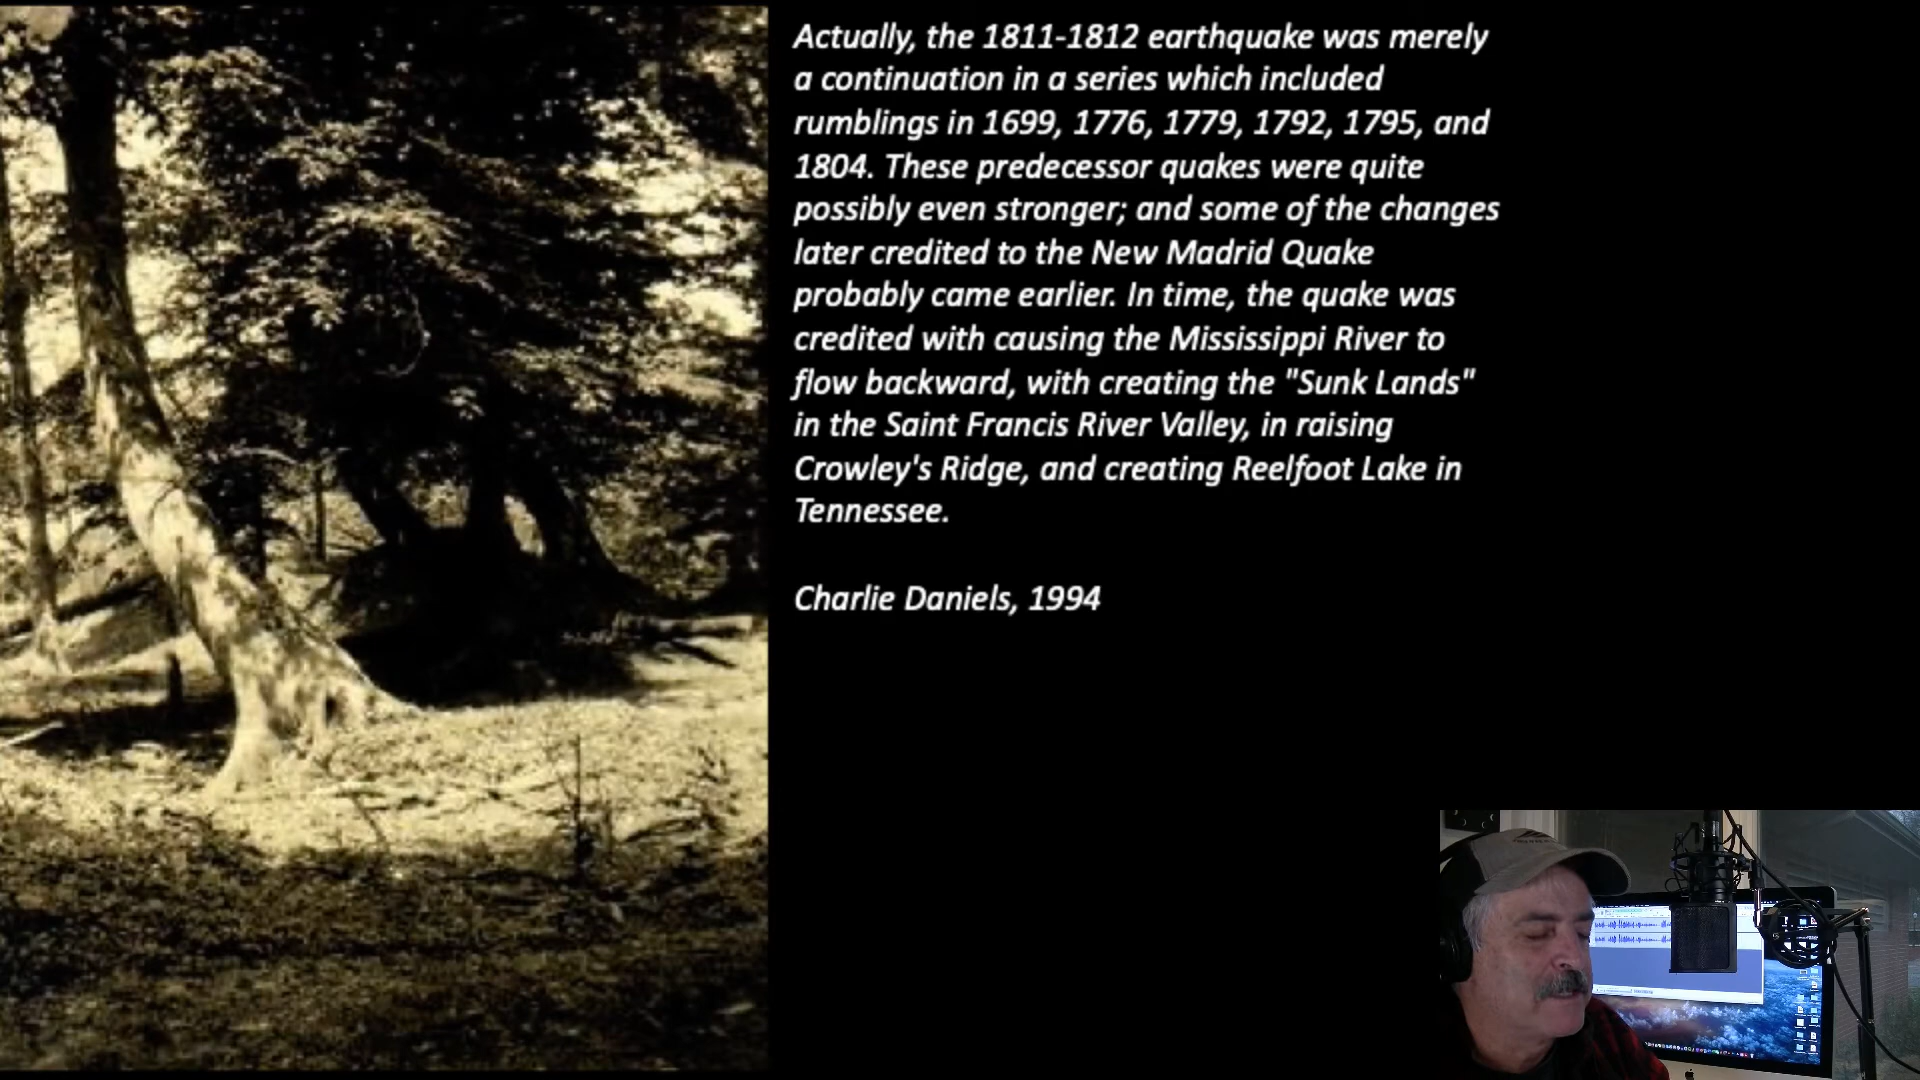 Actually, the 1811-1812 earthquake was merely
a continuation in a series which included
rumblings in 1699, 1776, 1779, 1792, 1795, and
1804. These predecessor quakes were quite
possibly even stronger; and some of the changes
later credited to the New Madrid Quake
probably came earlier. In time, the quake was
credited with causing the Mississippi River to
flow backward, with creating the "Sunk Lands"
in the Saint Francis River Valley, in raising
Crowley's Ridge, and creating Reelfoot Lake in
Tennessee.
Charlie Daniels, 1994